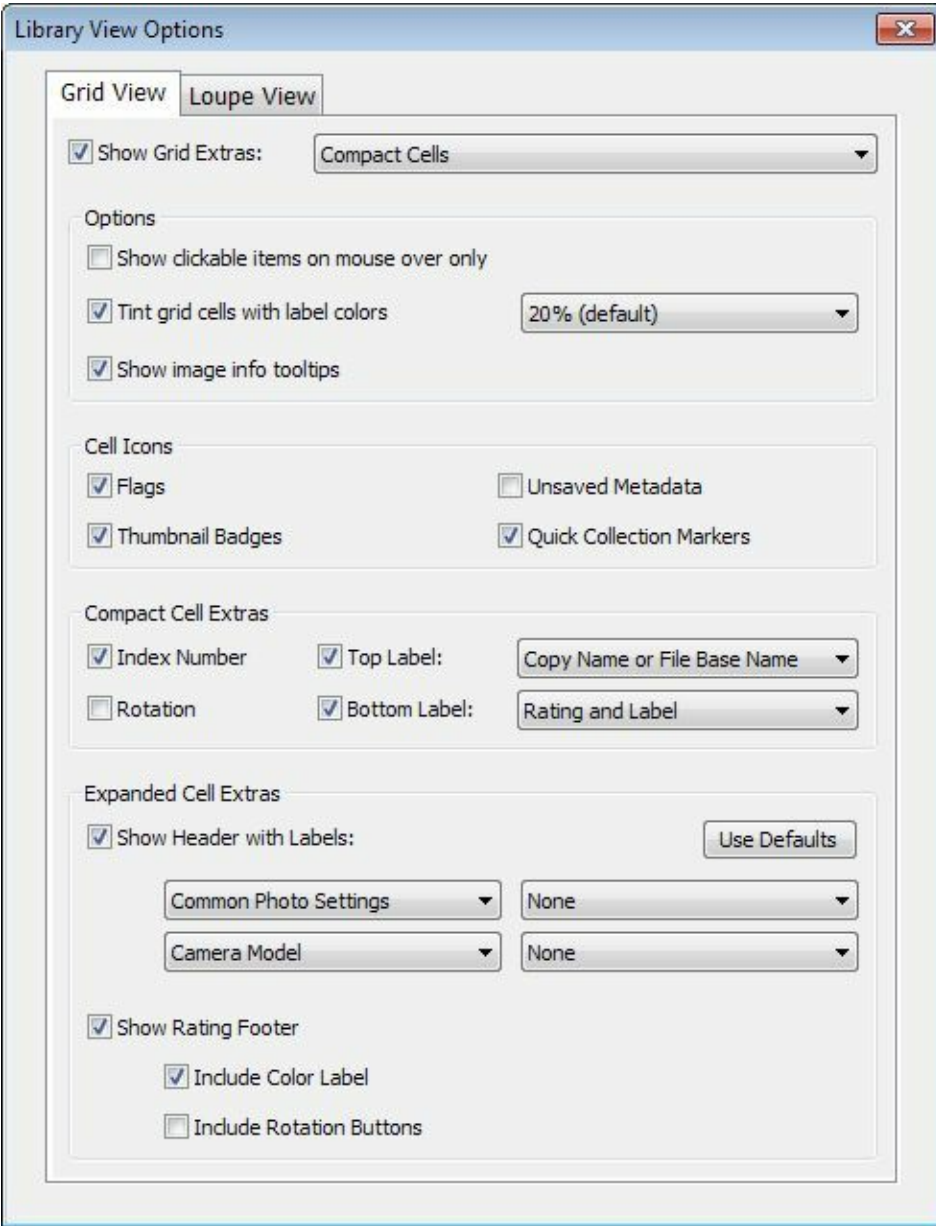 Library View Options
Grid View Loupe View
Show Grid Extras: Compact Cells
Options
Show clickable items on mouse over only
Tint grid cells with label colors 20% (default)
Show image info tooltips
Cell Icons
Flags Unsaved Metadata
Thumbnail Badges Quick Collection Markers
Compact Cell Extras
Index Number Top Label: Copy Name or File Base Name
Rotation Bottom Label: Rating and Label
Expanded Cell Extras
Show Header with Labels: Use Defaults
Common Photo Settings None
Camera Model None
Show Rating Footer
Include Color Label
Include Rotation Buttons